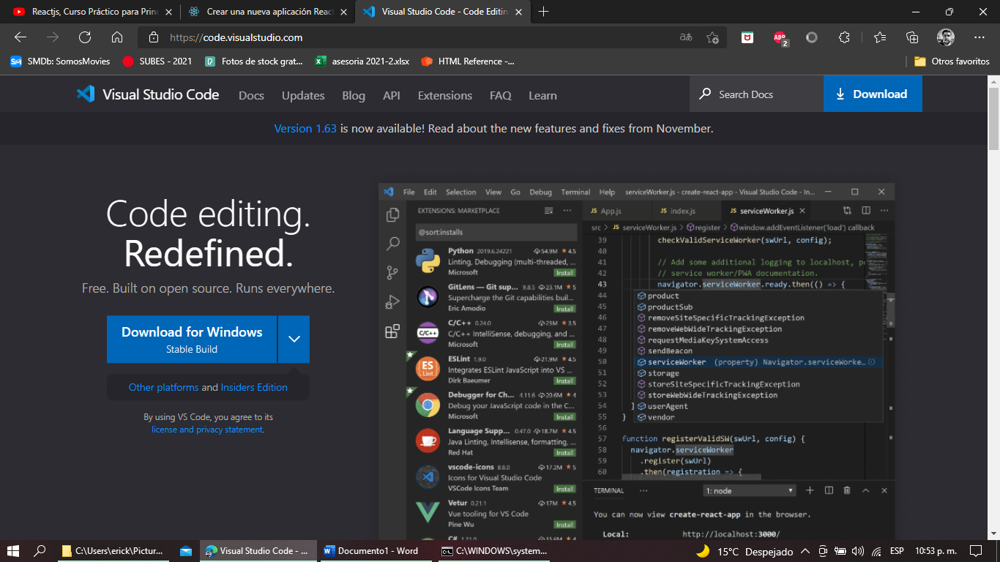 Reactjs, Curso Práctico para Princ
Crear una nueva aplicación React
Visual Studio Code - Code Editin
https://code.visualstudio.com
2
SMDb: SomosMovies
SUBES - 2021
Fotos de stock grat...
asesoria 2021-2.xlsx
HTML Reference -...
Otros favoritos
Visual Studio Code
Docs
Updates
Blog
API
Extensions
FAQ
Learn
Search Docs
Download
Version 1.63 is now available! Read about the new features and fixes from November.
Code editing.
Redefined.
Free. Built on open source. Runs everywhere.
Download for Windows
Stable Build
Other platforms and Insiders Edition
By using VS Code, you agree to its
license and privacy statement.
File Edit Selection View Go Debug Terminal Help
serviceWorker.js - create-react-app - Visual Studio Code - In...
EXTENSIONS: MARKETPLACE
@sort:installs
Python 2019.6.24221 54.9M 4.5
Linting, Debugging (multi-threaded, ...
Microsoft Install
GitLens — Git sup... 9.8.5 23.1M 5
Supercharge the Git capabilities buil...
Eric Amodio Install
C/C++ 0.24.0 23M 3.5
C/C++ IntelliSense, debugging, and ...
Microsoft Install
ESLint 1.9.0 21.9M 4.5
Integrates ESLint JavaScript into VS ...
Dirk Baeumer Install
Debugger for Ch... 4.11.6 20.6M 4
Debug your JavaScript code in the C...
Microsoft Install
Language Supp... 0.47.0 18.7M 4.5
Java Linting, Intellisense, formatting, ...
Red Hat Install
vscode-icons 8.8.0 17.2M 5
Icons for Visual Studio Code
VSCode Icons Team Install
Vetur 0.21.1 17M 4.5
Vue tooling for VS Code
Pine Wu Install
C# 1.21.0 15.6M 4
JS App.js
JS index.js
JS serviceWorker.js
src > JS serviceWorker.js > register > window.addEventListener('load') callback
39 checkValidServiceWorker(swUrl, config);
40
41 // Add some additional logging to localhost, po
42 // service worker/PWA documentation.
43 navigator.serviceWorker.ready.then(() => {
44 product
45 productSub
46 removeSiteSpecificTrackingException
47 removeWebWideTrackingException
48 requestMediaKeySystemAccess
49 sendBeacon
50 serviceWorker (property) Navigator.serviceWorke...
51 storage
52 storeSiteSpecificTrackingException
53 storeWebWideTrackingException
54 } userAgent
55 } vendor
56
57 function registerValidSW(swUrl, config) {
58 navigator.serviceWorker
59 .register(swUrl)
60 .then(registration => {
TERMINAL ... 1: node
You can now view create-react-app in the browser.
Local: http://localhost:3000/
C:\Users\erick\Pictur...
Visual Studio Code - ...
Documento1 - Word
C:\WINDOWS\system...
15°C Despejado
ESP
10:53 p. m.